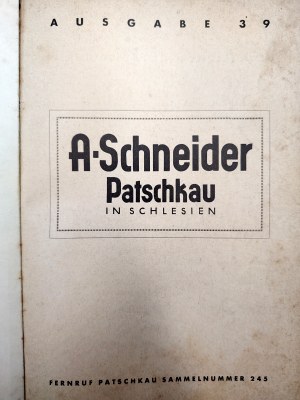 AUSGABE 39
A·Schneider
Patschkau
IN SCHLESIEN
FERNRUF PATSCHKAU SAMMELNUMMER 245